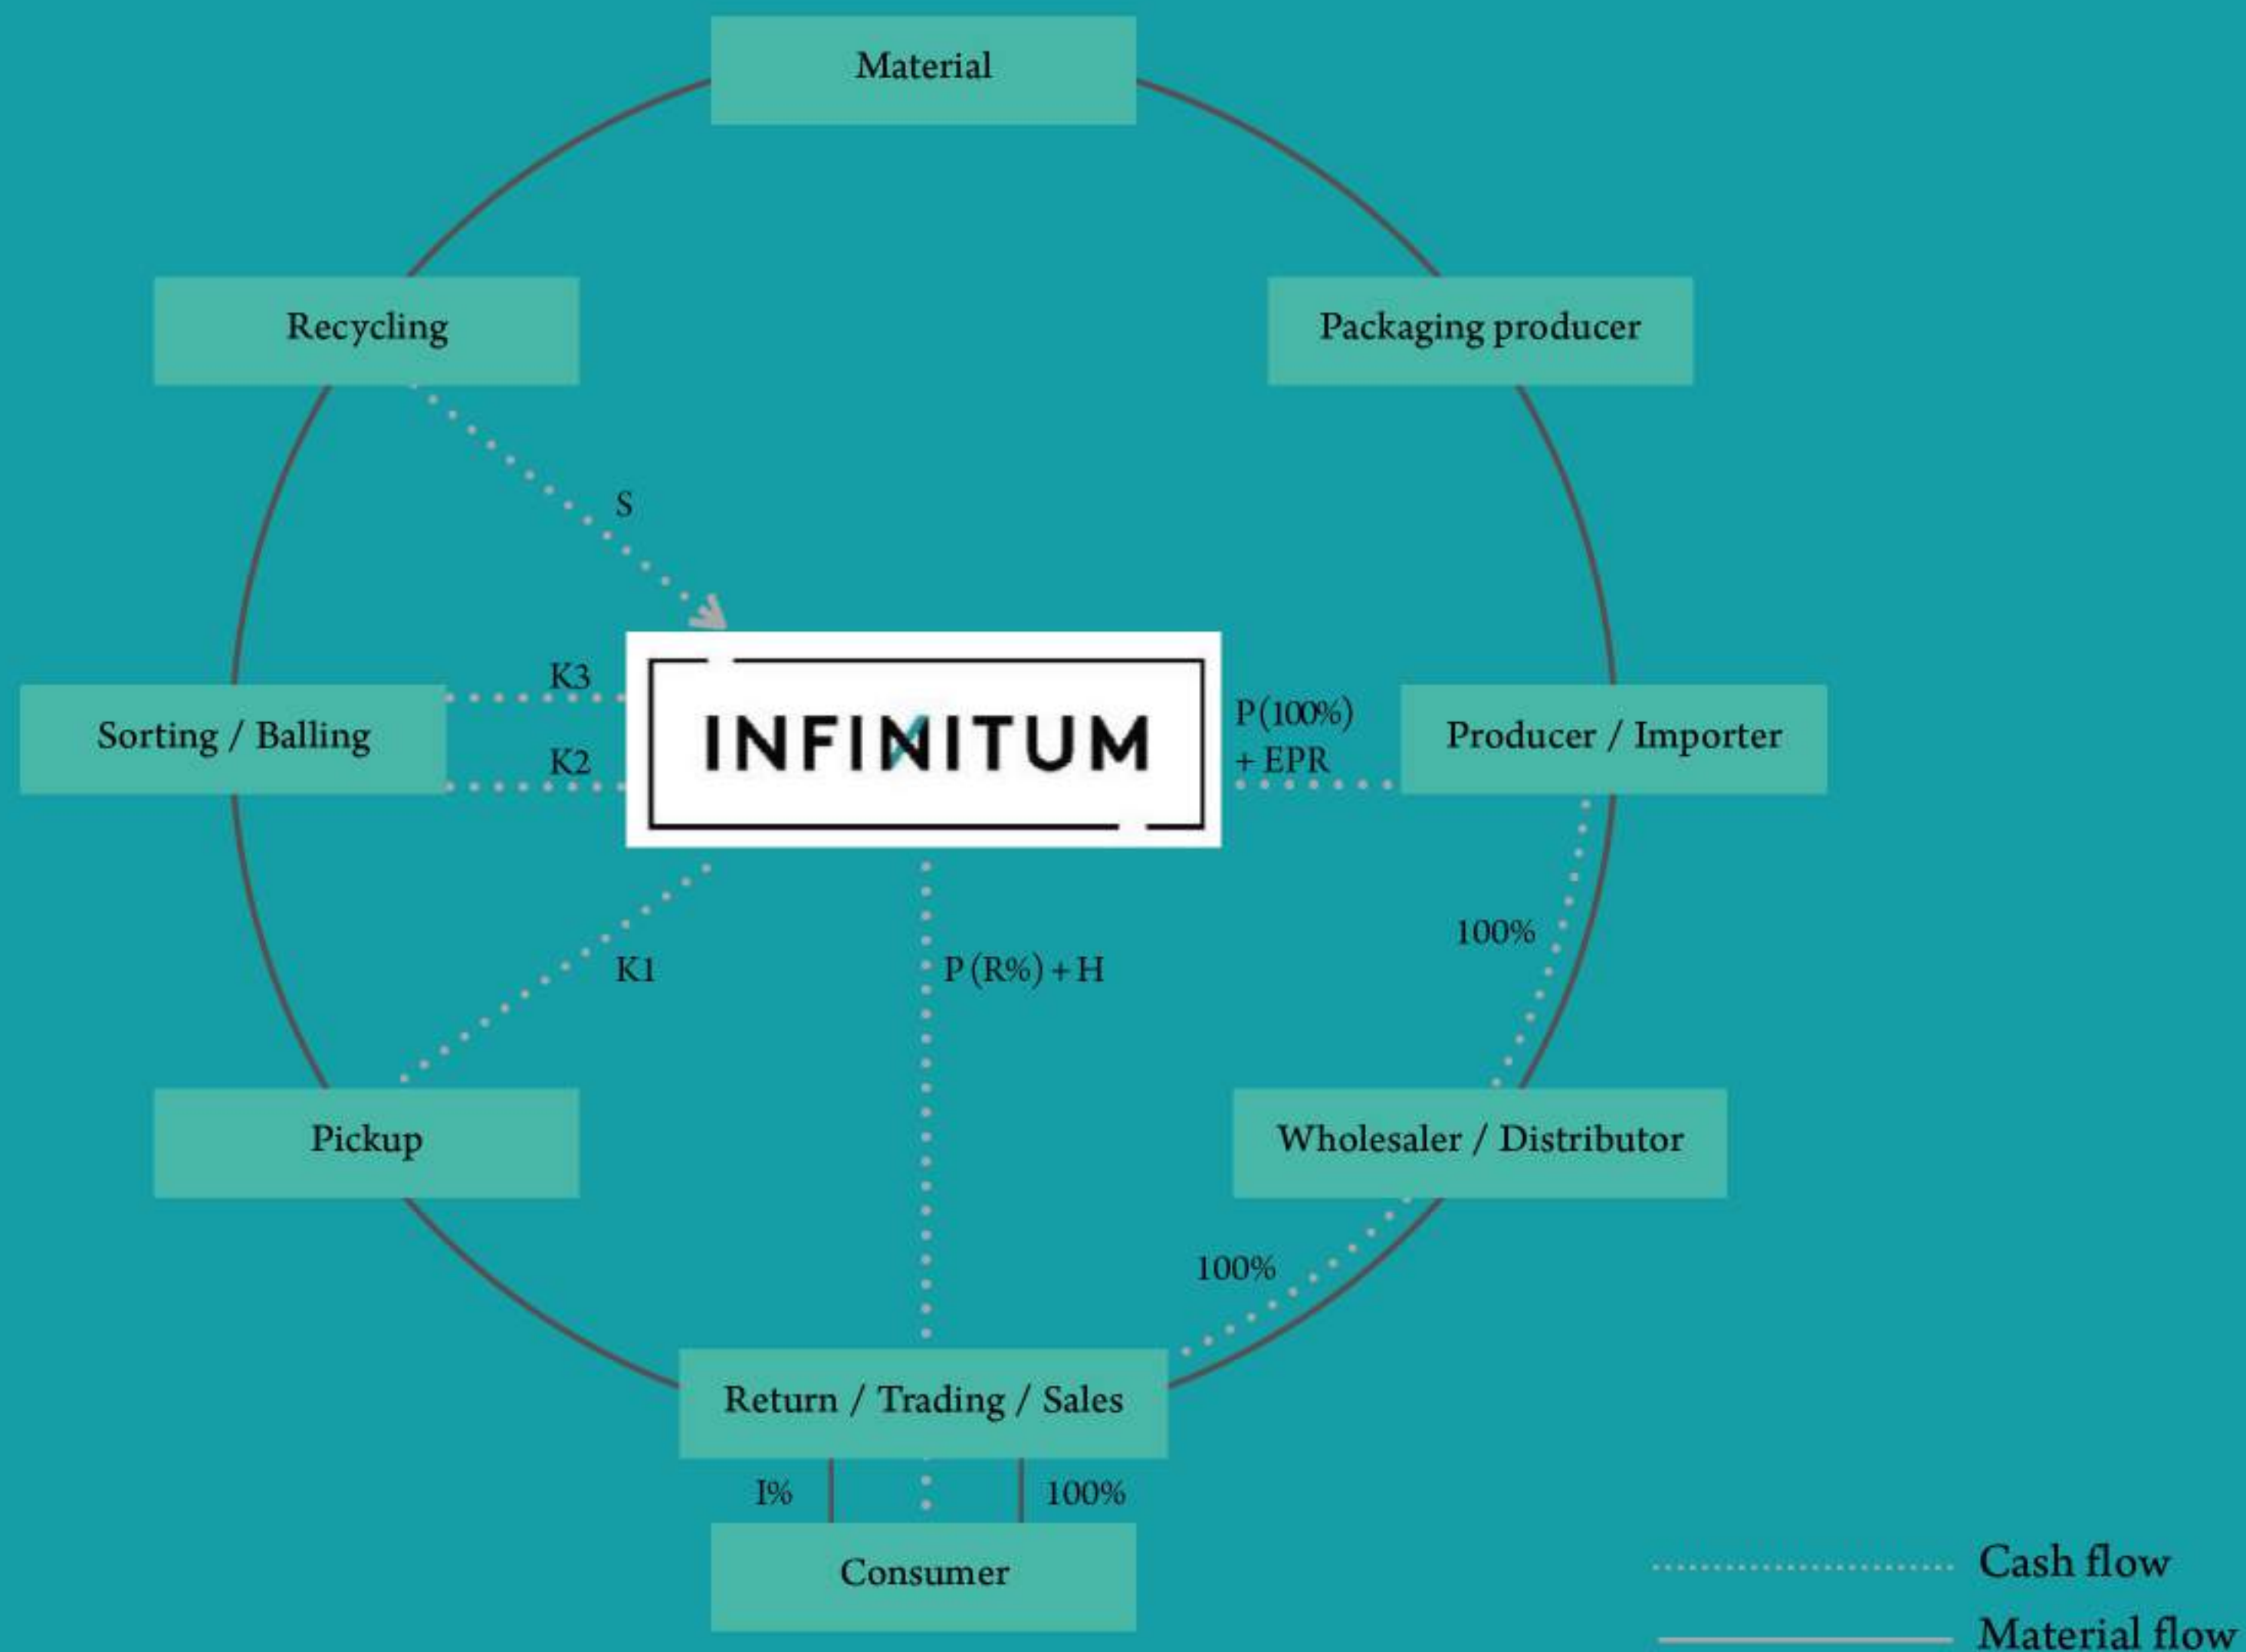 Material
Recycling
Packaging producer
S
K3
Sorting / Balling
K2
INFINITUM
P(100%)
+ EPR
Producer / Importer
100%
K1
P (R%) + H
Pickup
Wholesaler / Distributor
100%
Return / Trading / Sales
I%
100%
Consumer
Cash flow
Material flow